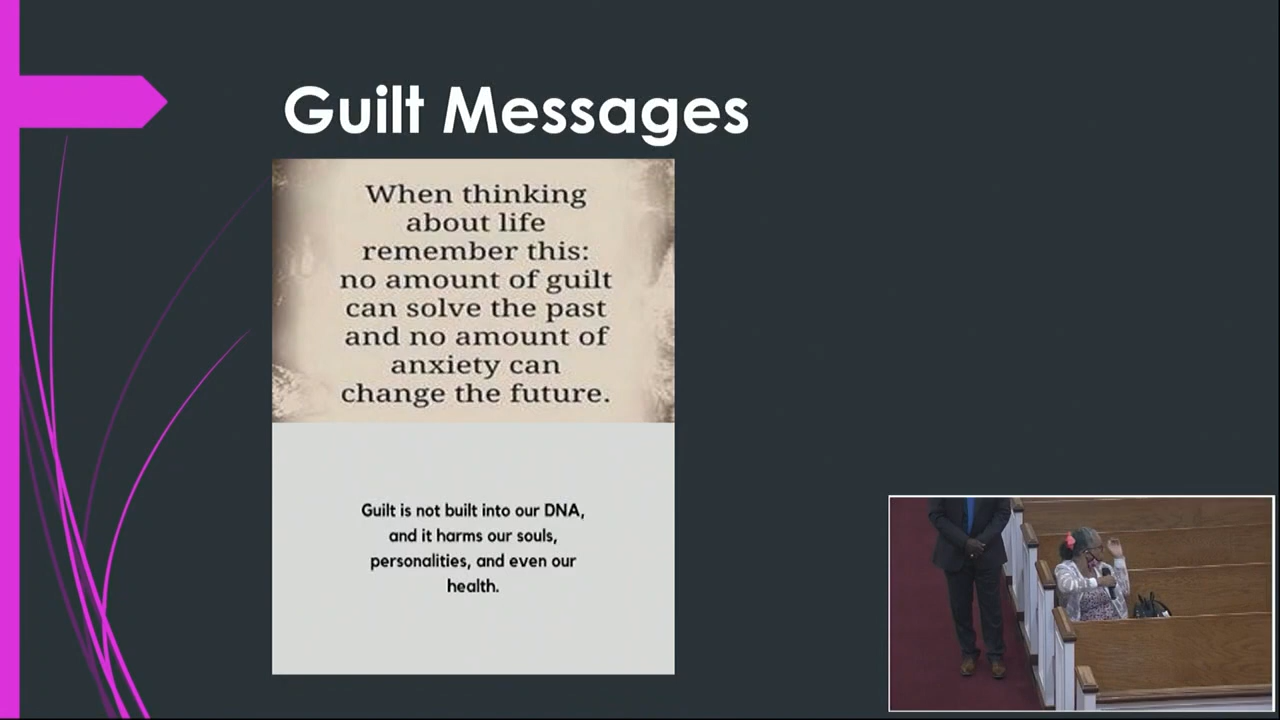 Guilt Messages
When thinking
about life
remember this:
no amount of guilt
can solve the past
and no amount of
anxiety can
change the future.
Guilt is not built into our DNA,
and it harms our souls,
personalities, and even our
health.